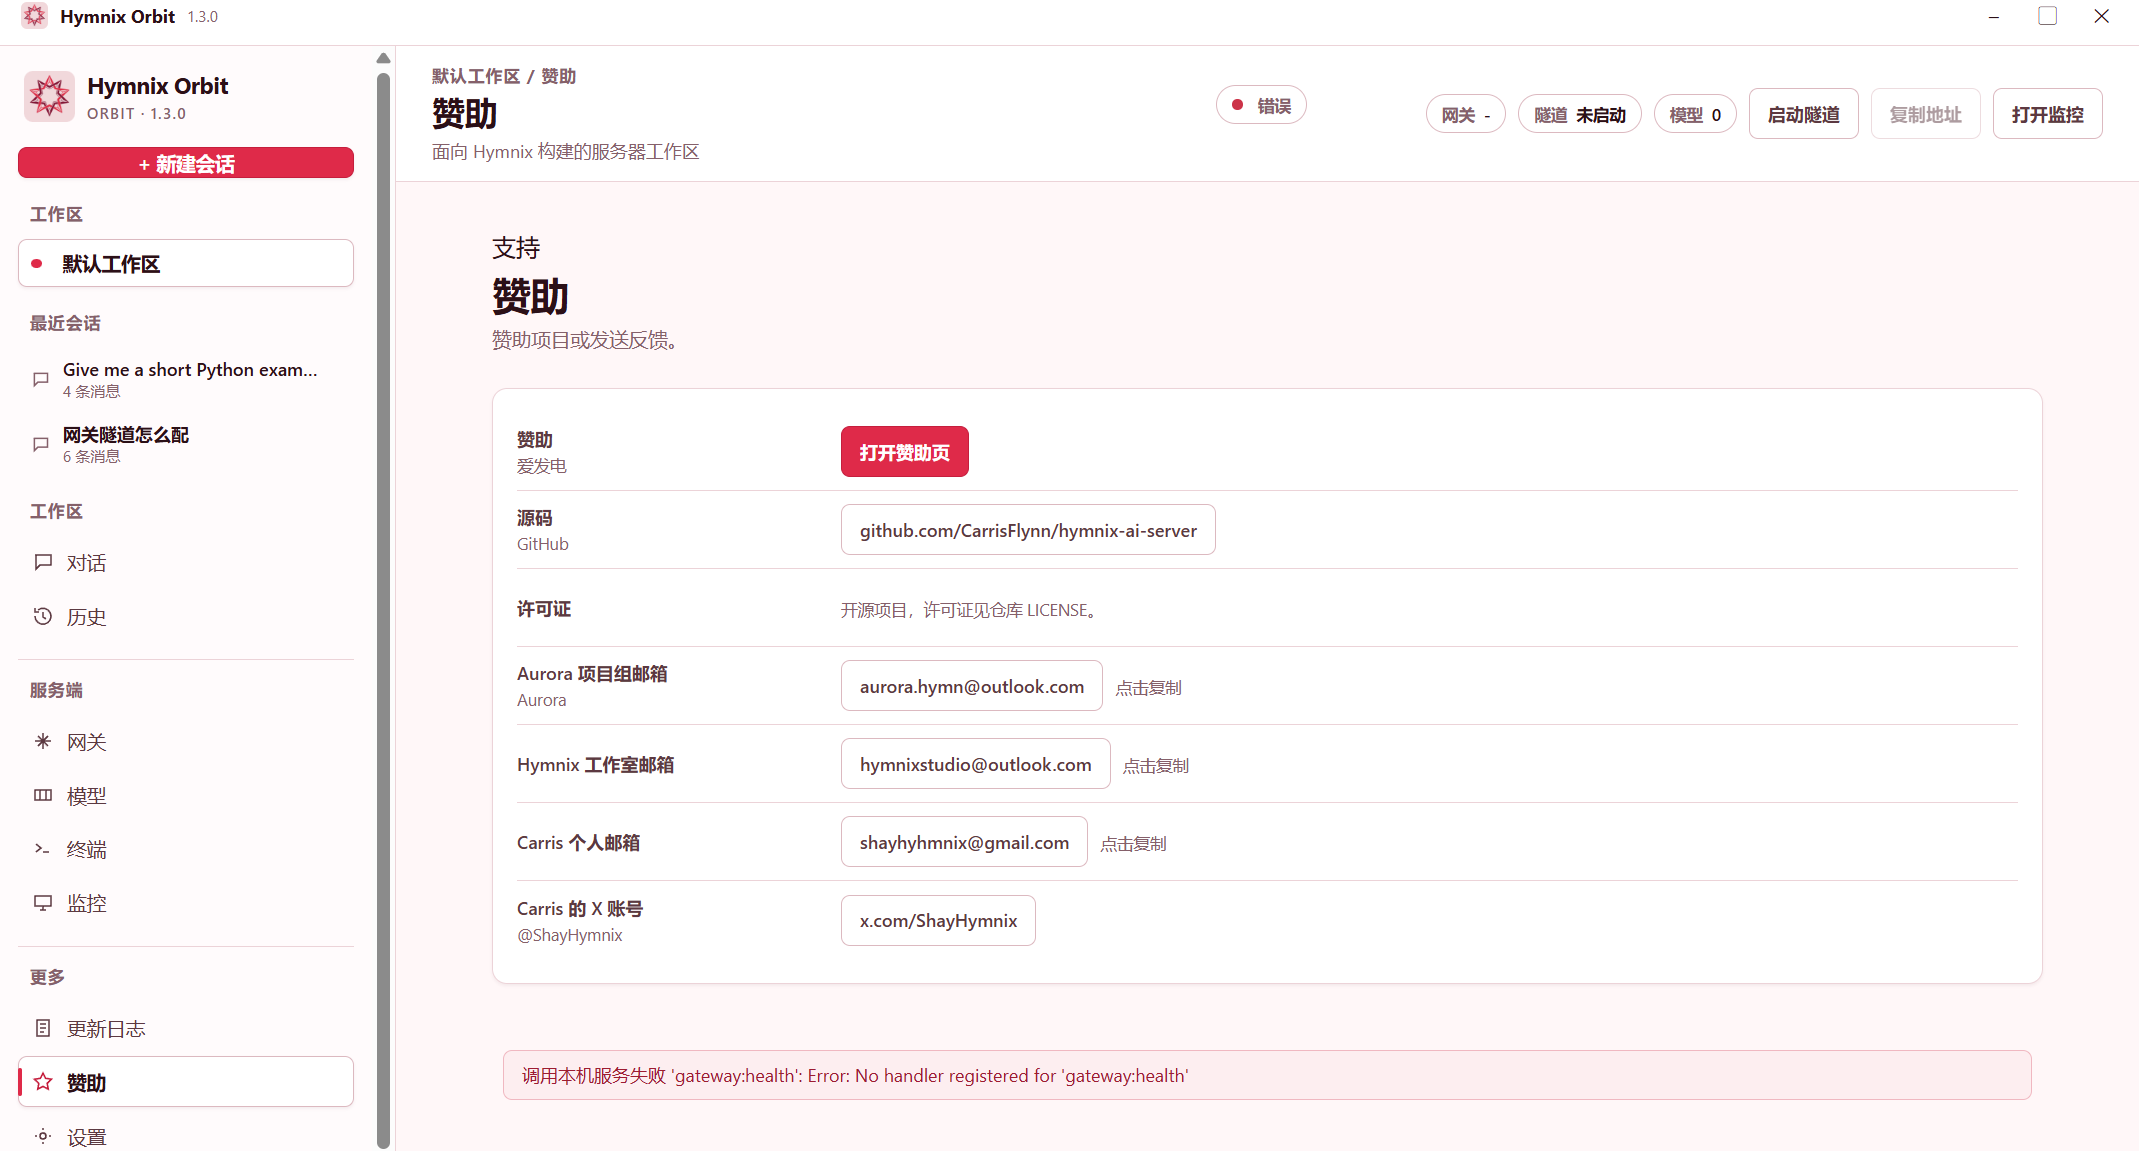 Hymnix Orbit 1.3.0
Hymnix Orbit
ORBIT · 1.3.0
+ 新建会话
工作区
默认工作区
最近会话
Give me a short Python exam...
4 条消息
网关隧道怎么配
6 条消息
工作区
对话
历史
服务端
网关
模型
终端
监控
更多
更新日志
赞助
设置
默认工作区 / 赞助
赞助
面向 Hymnix 构建的服务器工作区
错误
网关 -
隧道 未启动
模型 0
启动隧道
复制地址
打开监控
支持
赞助
赞助项目或发送反馈。
赞助
爱发电
打开赞助页
源码
GitHub
github.com/CarrisFlynn/hymnix-ai-server
许可证
开源项目，许可证见仓库 LICENSE。
Aurora 项目组邮箱
Aurora
aurora.hymn@outlook.com 点击复制
Hymnix 工作室邮箱
hymnixstudio@outlook.com 点击复制
Carris 个人邮箱
shayhyhmnix@gmail.com 点击复制
Carris 的 X 账号
@ShayHymnix
x.com/ShayHymnix
调用本机服务失败 'gateway:health': Error: No handler registered for 'gateway:health'